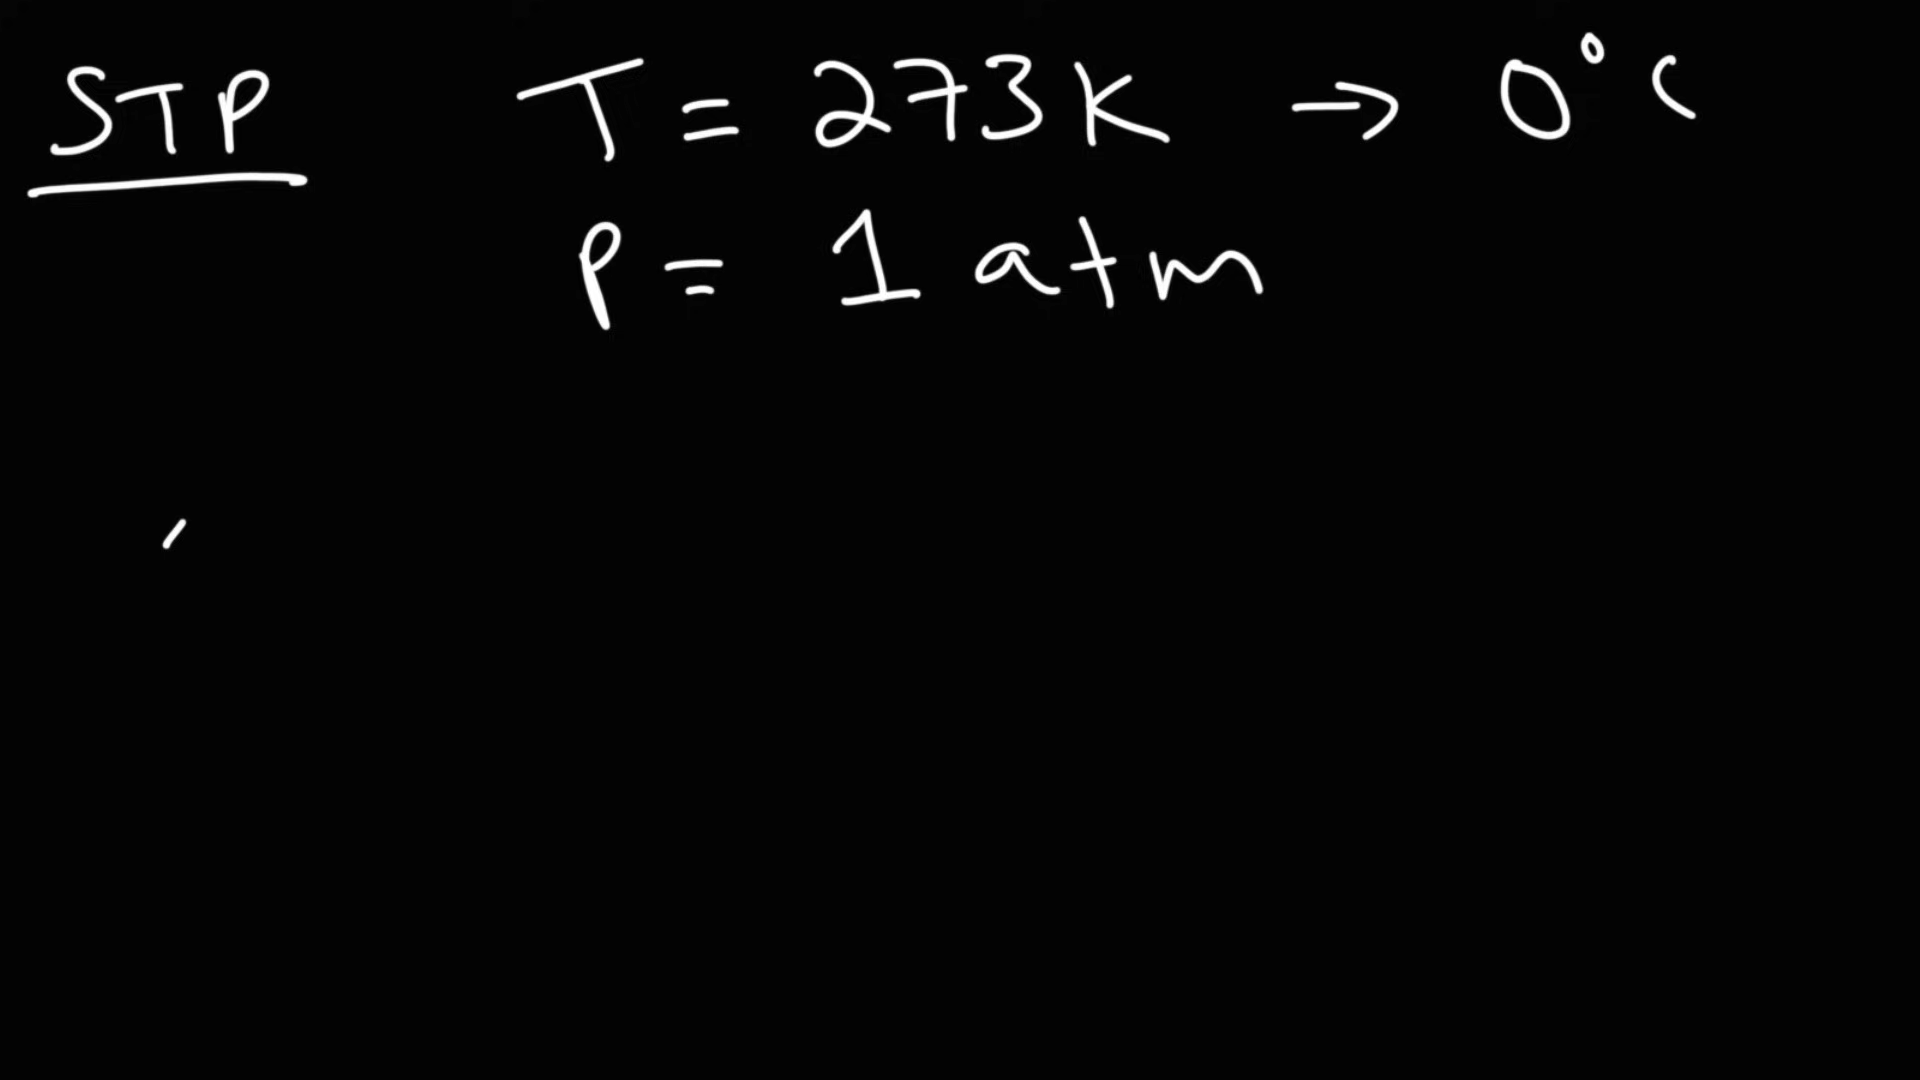 STP T = 273K → 0°C
P = 1 atm